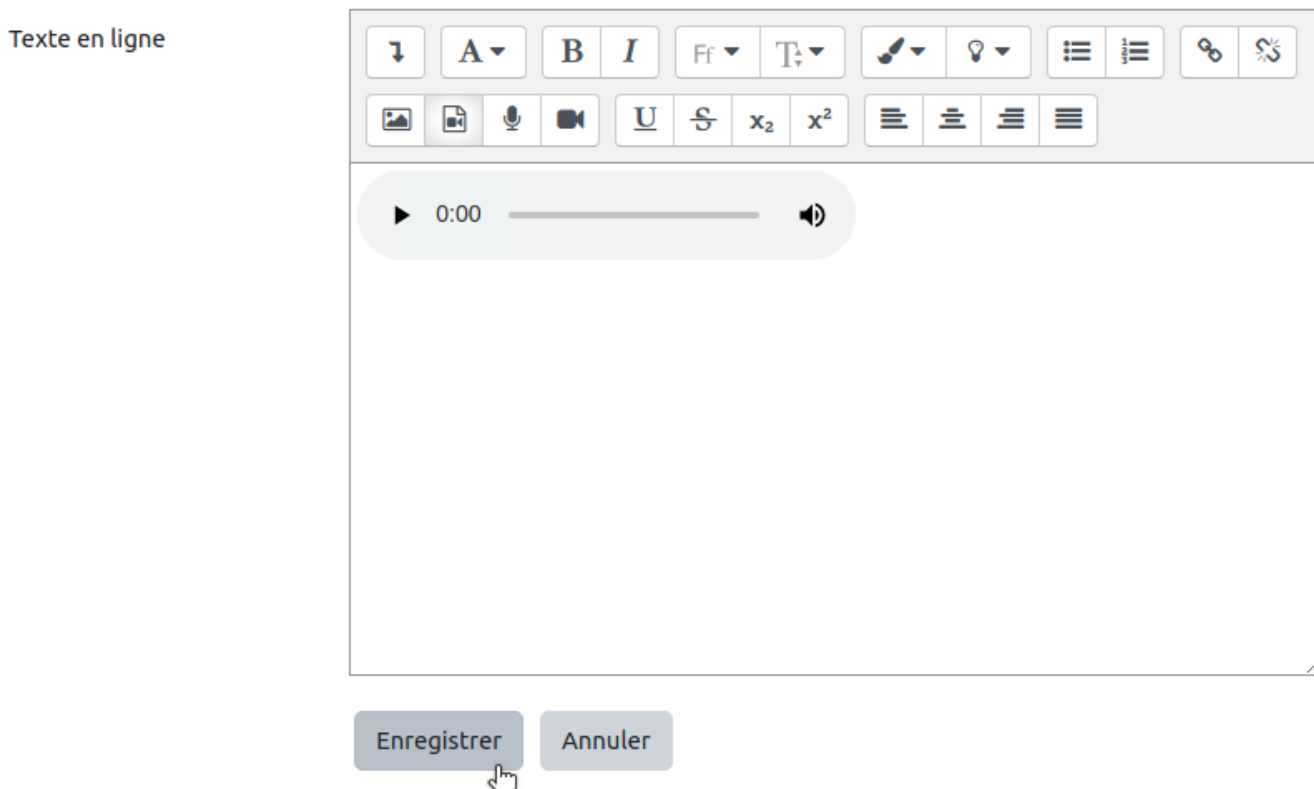 Texte en ligne
A B I Ff T
U S x₂ x²
0:00
Enregistrer Annuler